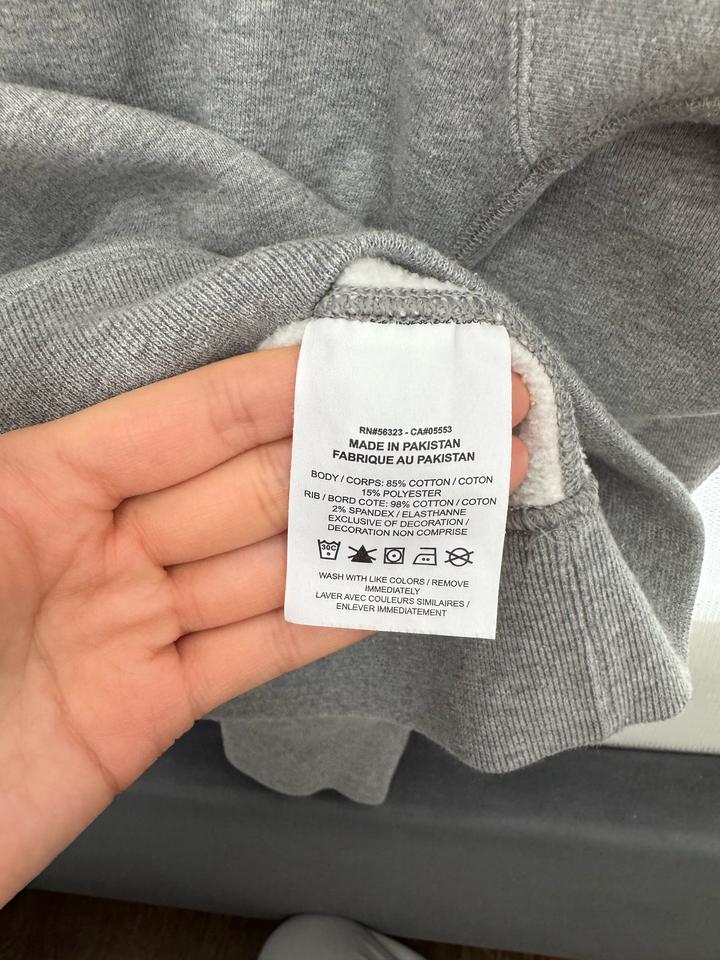 RN#56323 - CA#05553
MADE IN PAKISTAN
FABRIQUE AU PAKISTAN
BODY / CORPS: 85% COTTON / COTON
15% POLYESTER
RIB / BORD COTE: 98% COTTON / COTON
2% SPANDEX / ELASTHANNE
EXCLUSIVE OF DECORATION /
DECORATION NON COMPRISE
30C
WASH WITH LIKE COLORS / REMOVE
IMMEDIATELY
LAVER AVEC COULEURS SIMILAIRES /
ENLEVER IMMEDIATEMENT